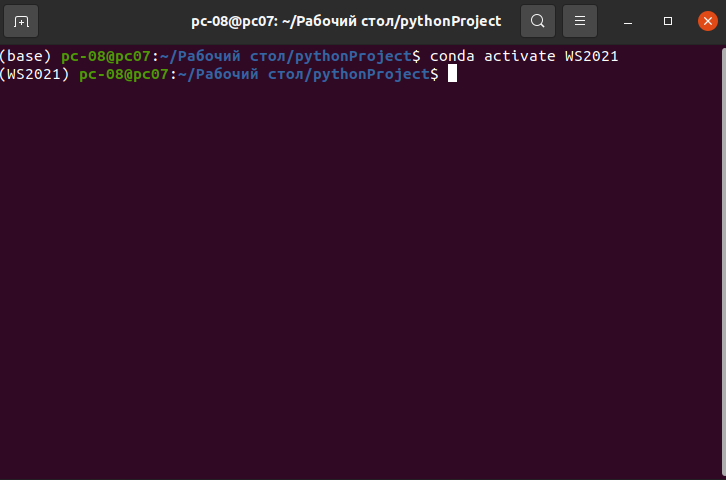 pc-08@pc07: ~/Рабочий стол/pythonProject
(base) pc-08@pc07:~/Рабочий стол/pythonProject$ conda activate WS2021
(WS2021) pc-08@pc07:~/Рабочий стол/pythonProject$